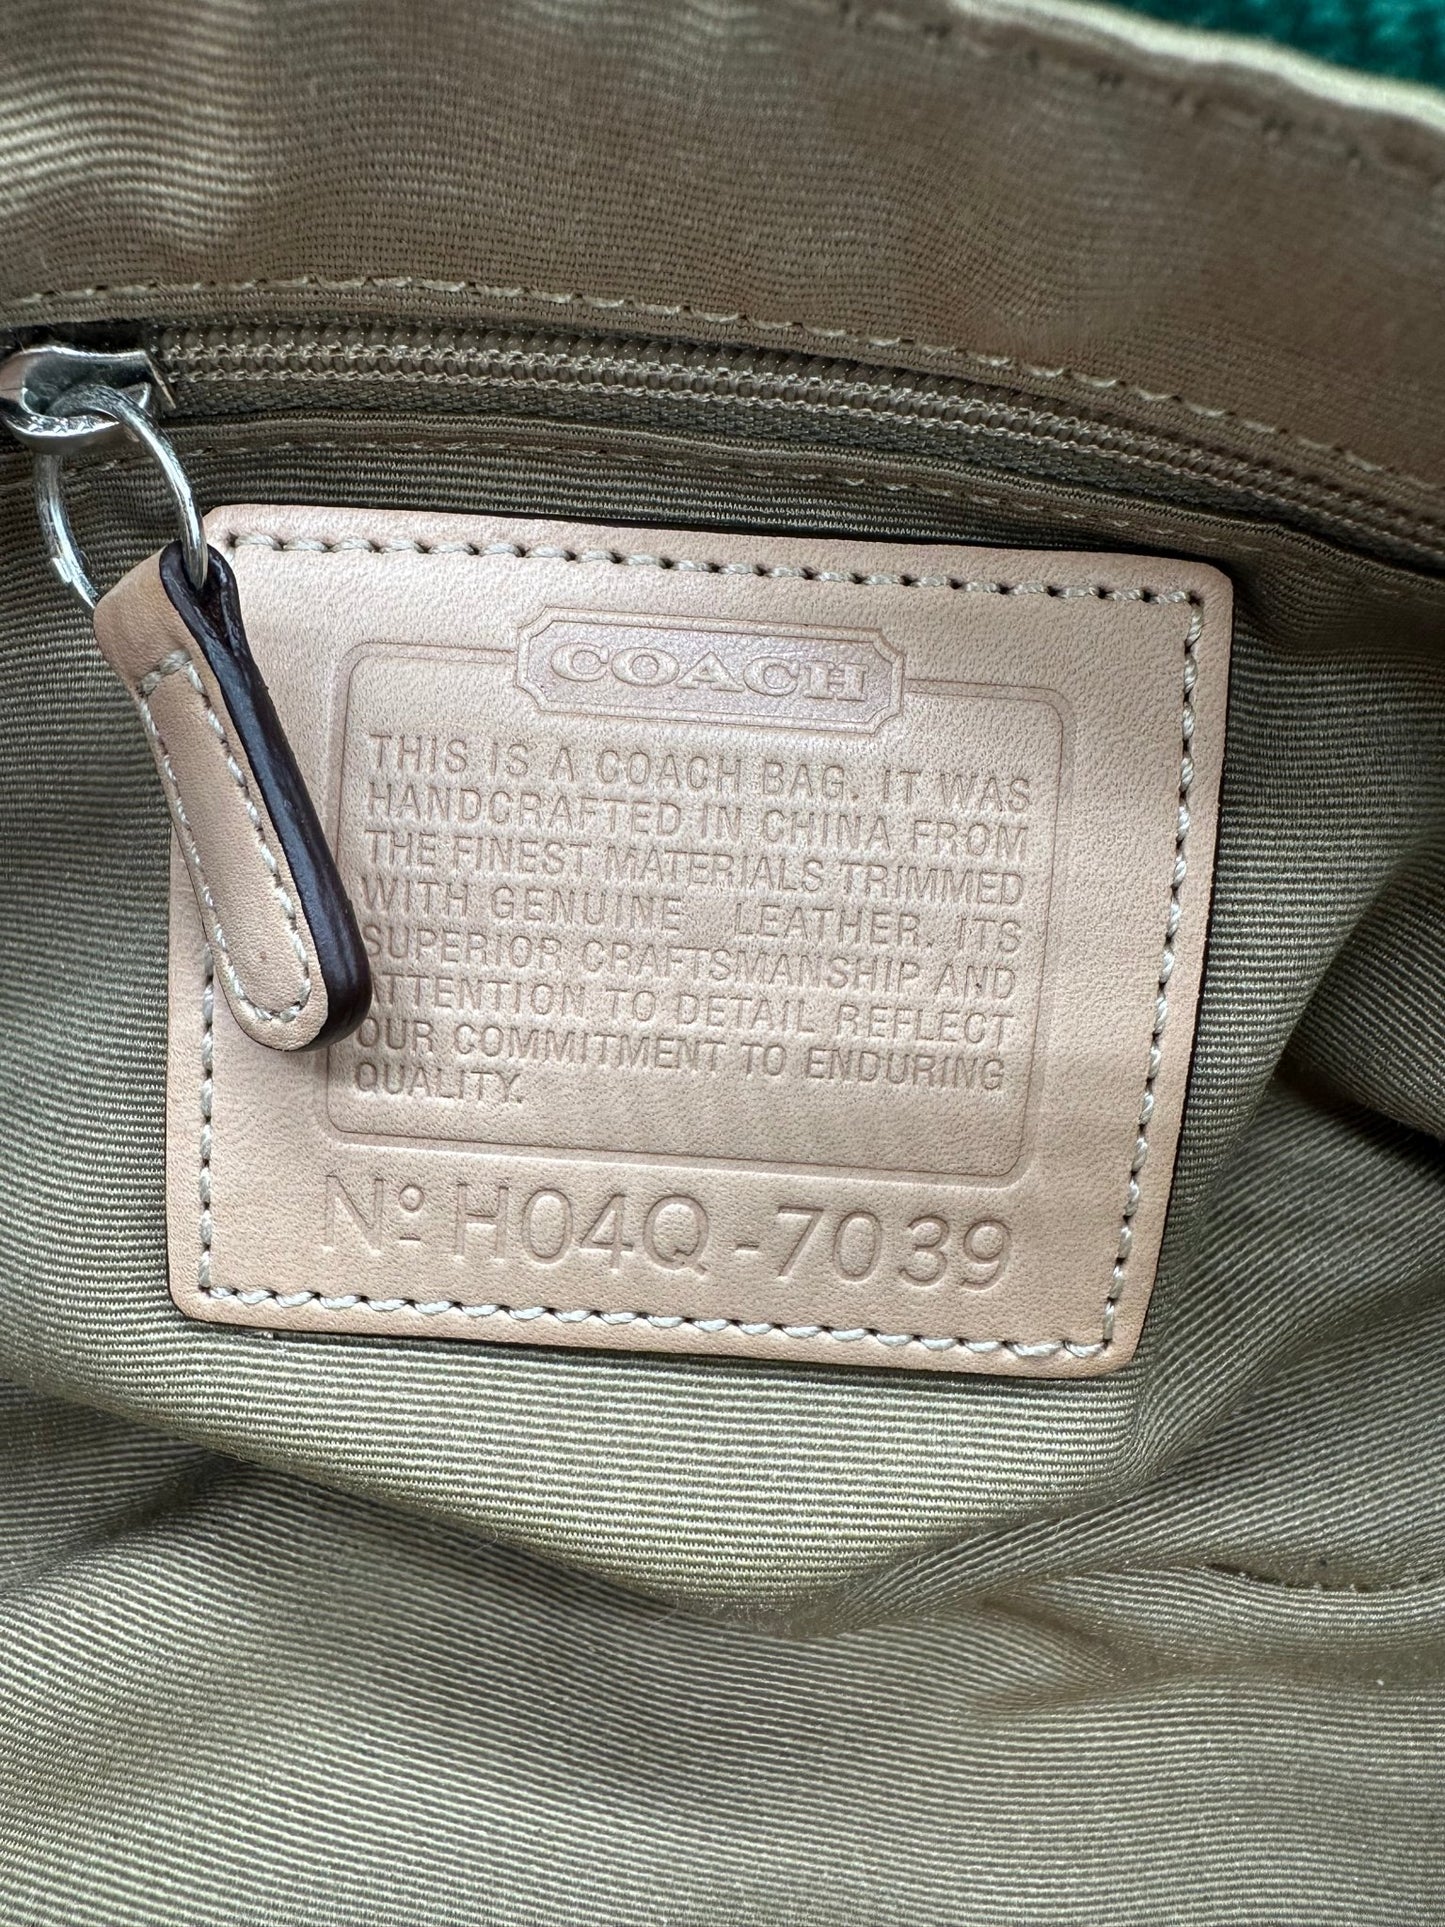 COACH
THIS IS A COACH BAG. IT WAS
HANDCRAFTED IN CHINA FROM
THE FINEST MATERIALS TRIMMED
WITH GENUINE LEATHER. ITS
SUPERIOR CRAFTSMANSHIP AND
ATTENTION TO DETAIL REFLECT
OUR COMMITMENT TO ENDURING
QUALITY.
Nº H04Q-7039